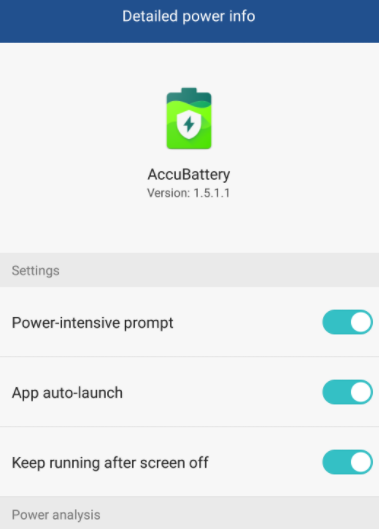 Detailed power info
AccuBattery
Version: 1.5.1.1
Settings
Power-intensive prompt
App auto-launch
Keep running after screen off
Power analysis